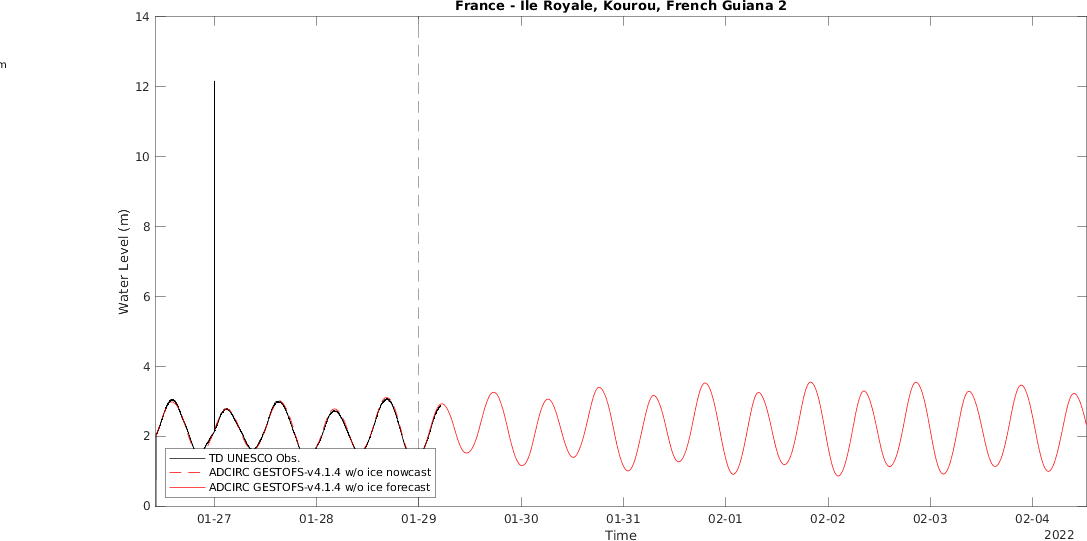 France - Ile Royale, Kourou, French Guiana 2
m
14
12
10
8
6
4
2
0
Water Level (m)
TD UNESCO Obs.
ADCIRC GESTOFS-v4.1.4 w/o ice nowcast
ADCIRC GESTOFS-v4.1.4 w/o ice forecast
01-27 01-28 01-29 01-30 01-31 02-01 02-02 02-03 02-04
Time
2022